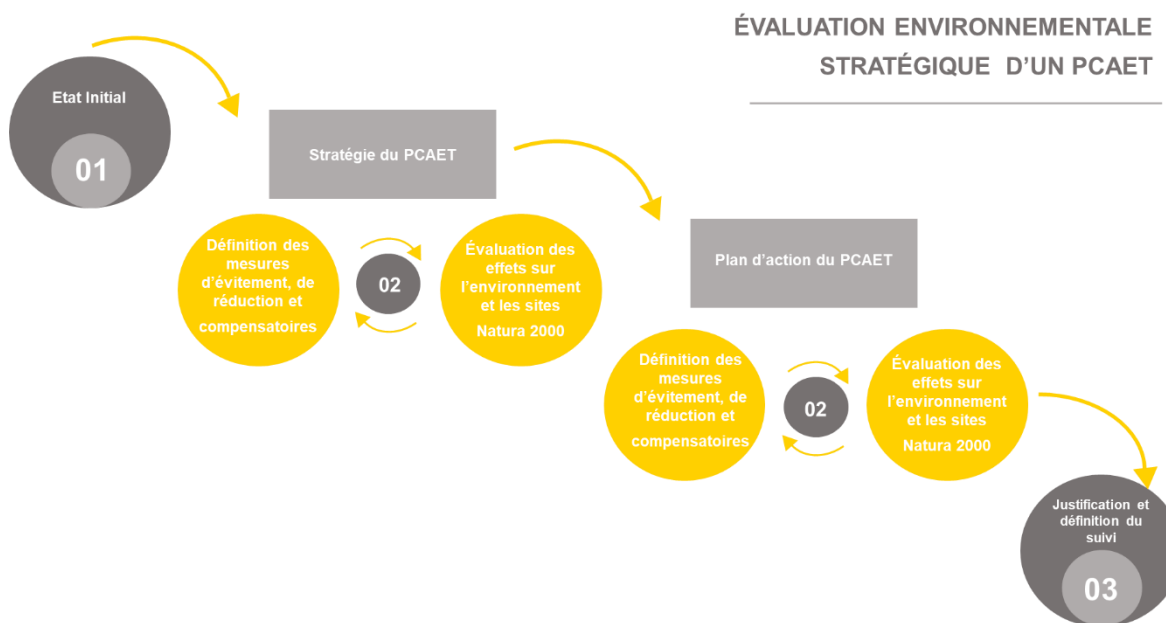 ÉVALUATION ENVIRONNEMENTALE
STRATÉGIQUE D’UN PCAET
Etat Initial
01
Stratégie du PCAET
Définition des
mesures
d’évitement, de
réduction et
compensatoires
02
Évaluation des
effets sur
l’environnement
et les sites
Natura 2000
Plan d’action du PCAET
Définition des
mesures
d’évitement, de
réduction et
compensatoires
02
Évaluation des
effets sur
l’environnement
et les sites
Natura 2000
Justification et
définition du
suivi
03